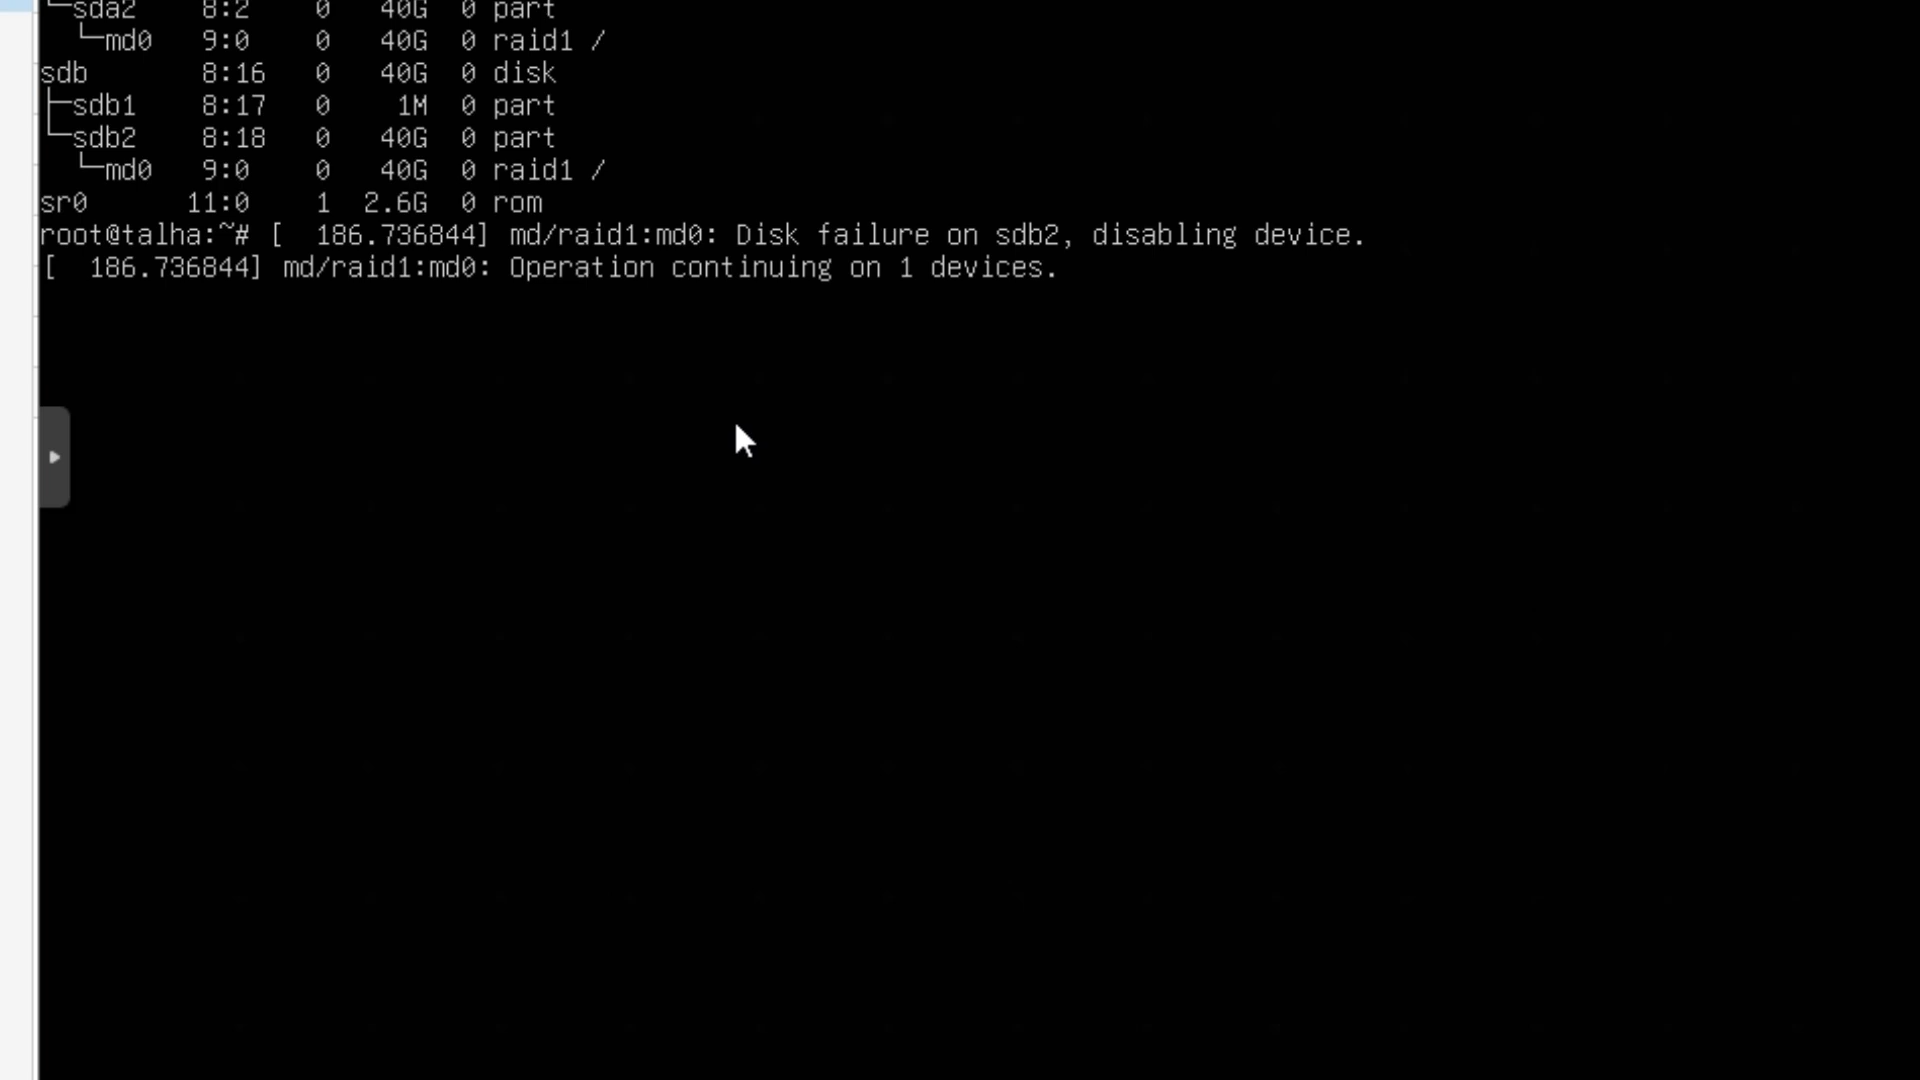 └─sda2 8:2 0 40G 0 part
└─md0 9:0 0 40G 0 raid1 /
sdb 8:16 0 40G 0 disk
├─sdb1 8:17 0 1M 0 part
└─sdb2 8:18 0 40G 0 part
└─md0 9:0 0 40G 0 raid1 /
sr0 11:0 1 2.6G 0 rom
root@talha:~# [ 186.736844] md/raid1:md0: Disk failure on sdb2, disabling device.
[ 186.736844] md/raid1:md0: Operation continuing on 1 devices.